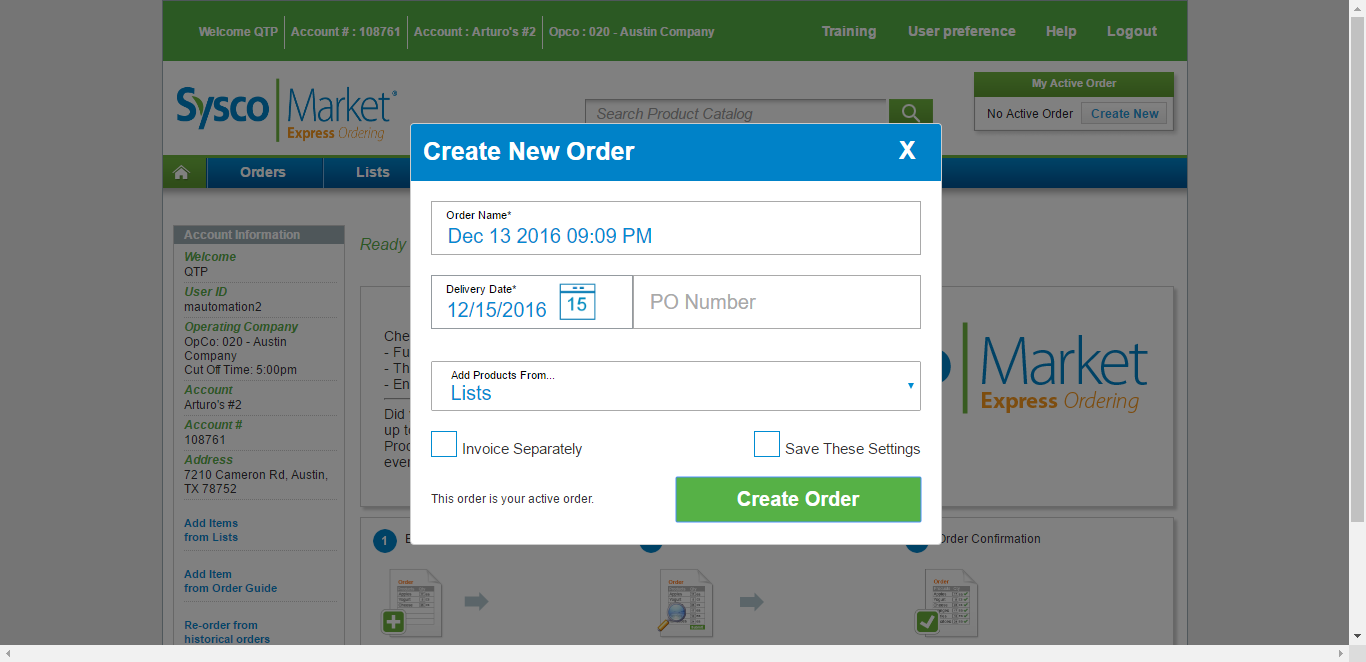 Welcome QTP
Account # : 108761
Account : Arturo's #2
Opco : 020 - Austin Company
Training
User preference
Help
Logout
Sysco
Market®
Express Ordering
Search Product Catalog
My Active Order
No Active Order
Create New
Orders
Lists
Account Information
Welcome
QTP
User ID
mautomation2
Operating Company
OpCo: 020 - Austin
Company
Cut Off Time: 5:00pm
Account
Arturo's #2
Account #
108761
Address
7210 Cameron Rd, Austin,
TX 78752
Add Items
from Lists
Add Item
from Order Guide
Re-order from
historical orders
Ready
Did
up
Market
Express Ordering
Create New Order
X
Order Name*
Dec 13 2016 09:09 PM
Delivery Date*
12/15/2016
15
PO Number
Add Products From...
Lists
Invoice Separately
Save These Settings
This order is your active order.
Create Order
1
Order Confirmation
Order
Order
Order